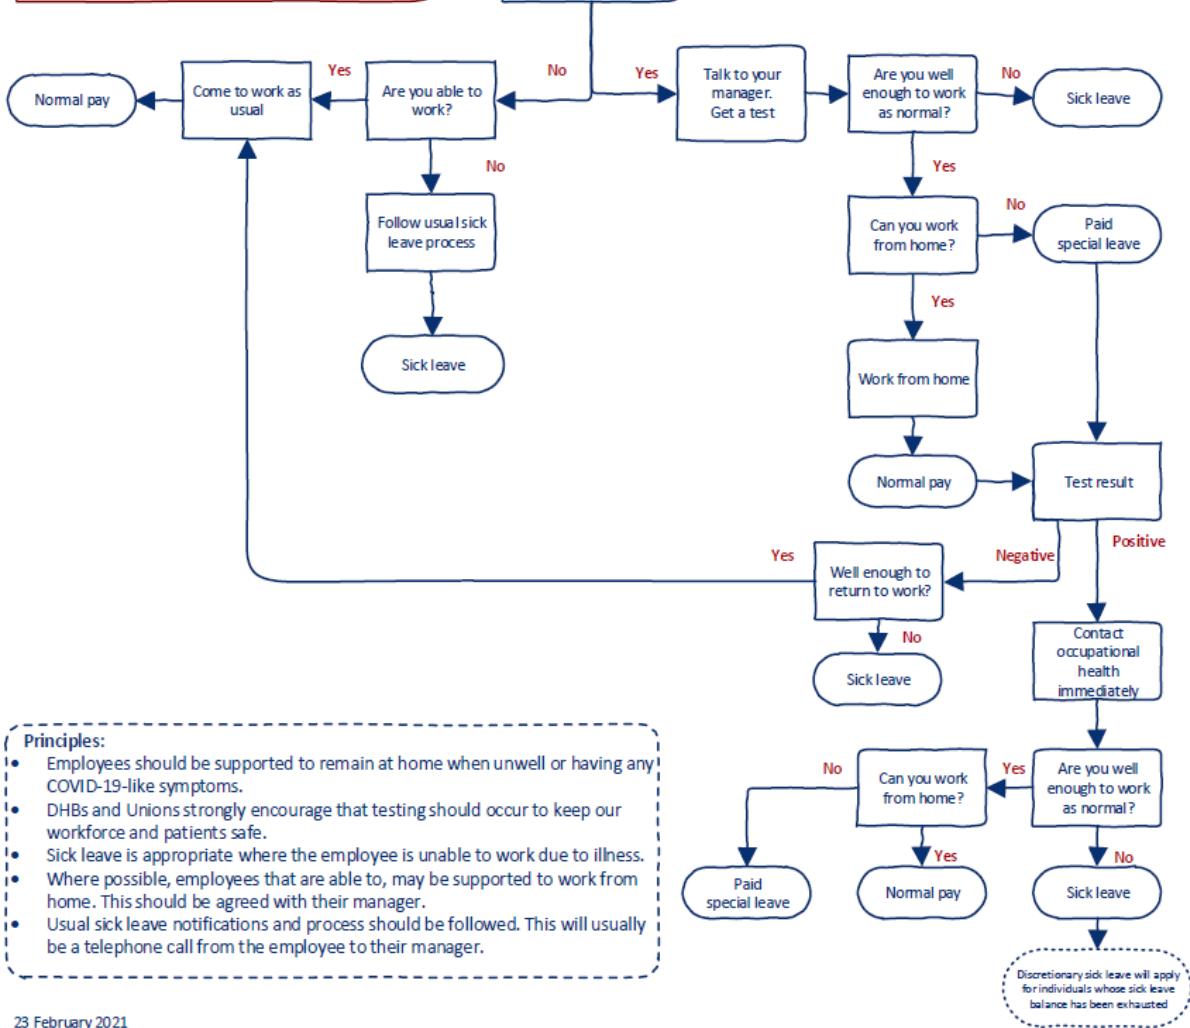 Normal pay
Come to work as
usual
Yes
Are you able to
work?
No
Yes
Talk to your
manager.
Get a test
Are you well
enough to work
as normal?
No
Sick leave
No
Yes
Follow usual sick
leave process
Can you work
from home?
No
Paid
special leave
Yes
Sick leave
Work from home
Normal pay
Test result
Yes
Well enough to
return to work?
Negative
Positive
No
Sick leave
Contact
occupational
health
immediately
No
Can you work
from home?
Yes
Are you well
enough to work
as normal?
Yes
No
Paid
special leave
Normal pay
Sick leave
Discretionary sick leave will apply
for individuals whose sick leave
balance has been exhausted
Principles:
• Employees should be supported to remain at home when unwell or having any
COVID-19-like symptoms.
• DHBs and Unions strongly encourage that testing should occur to keep our
workforce and patients safe.
• Sick leave is appropriate where the employee is unable to work due to illness.
• Where possible, employees that are able to, may be supported to work from
home. This should be agreed with their manager.
• Usual sick leave notifications and process should be followed. This will usually
be a telephone call from the employee to their manager.
23 February 2021